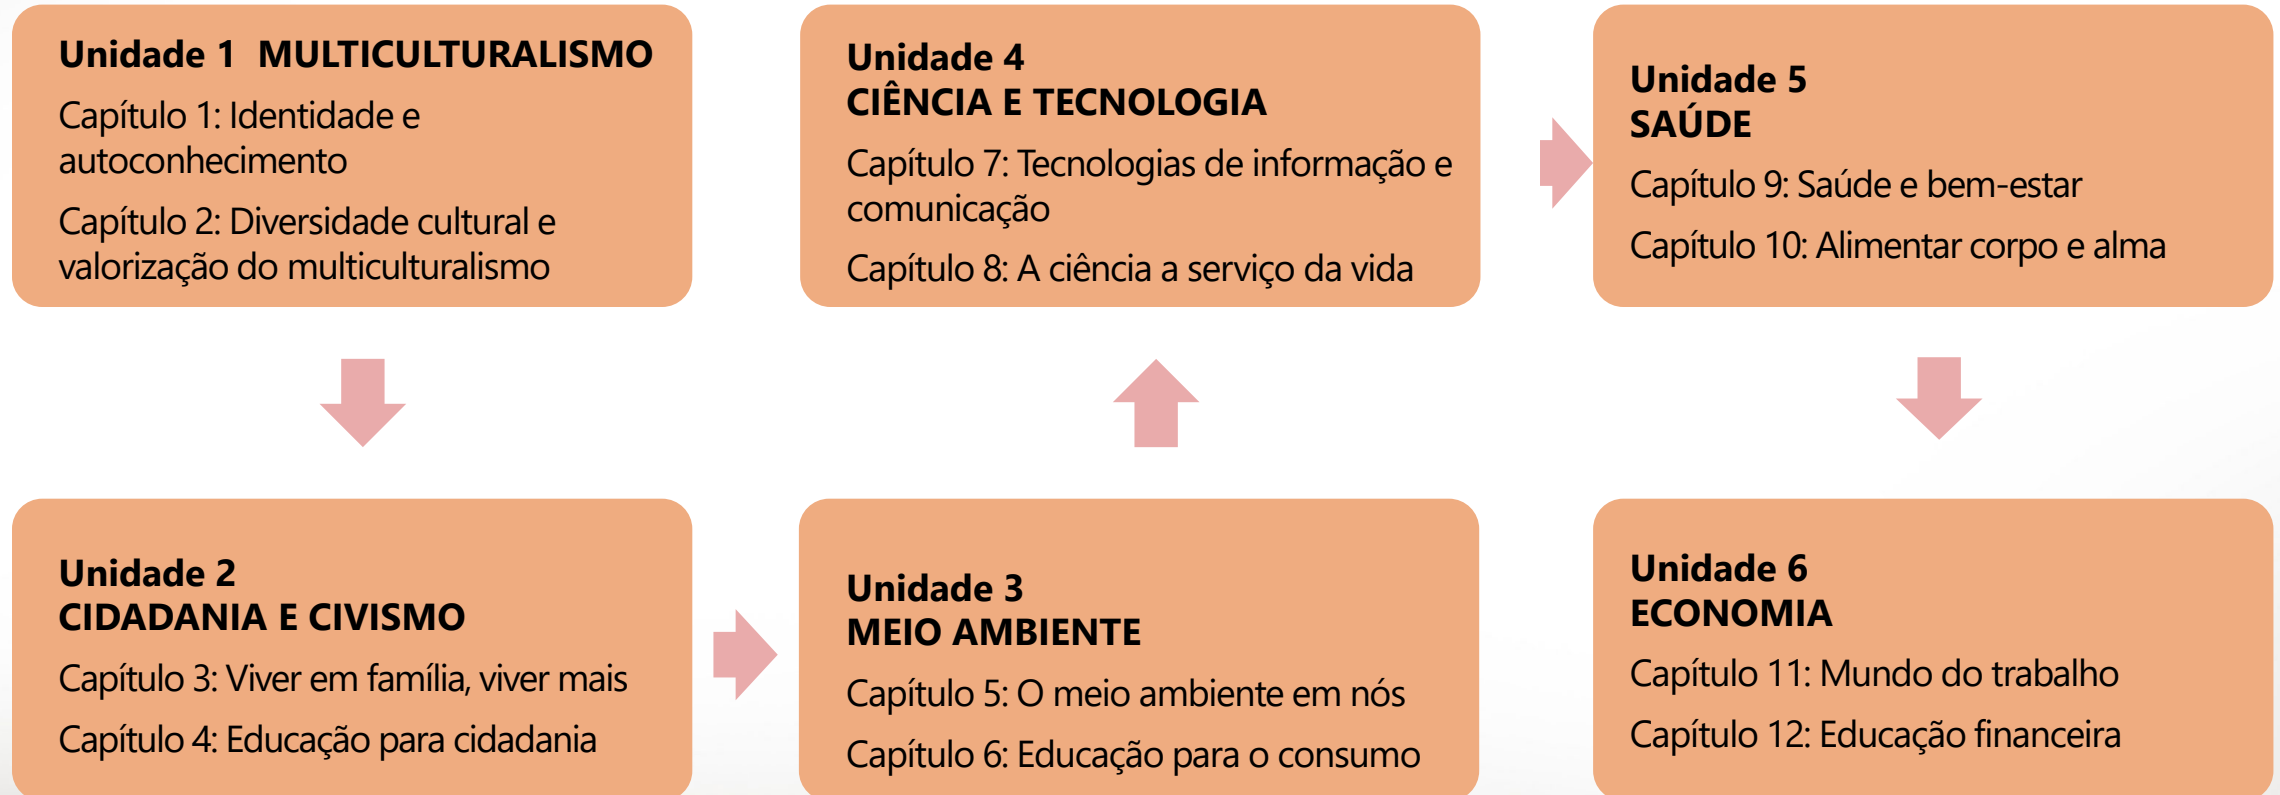 Unidade 1  MULTICULTURALISMO
Capítulo 1: Identidade e
autoconhecimento
Capítulo 2: Diversidade cultural e
valorização do multiculturalismo
Unidade 2
CIDADANIA E CIVISMO
Capítulo 3: Viver em família, viver mais
Capítulo 4: Educação para cidadania
Unidade 3
MEIO AMBIENTE
Capítulo 5: O meio ambiente em nós
Capítulo 6: Educação para o consumo
Unidade 4
CIÊNCIA E TECNOLOGIA
Capítulo 7: Tecnologias de informação e
comunicação
Capítulo 8: A ciência a serviço da vida
Unidade 5
SAÚDE
Capítulo 9: Saúde e bem-estar
Capítulo 10: Alimentar corpo e alma
Unidade 6
ECONOMIA
Capítulo 11: Mundo do trabalho
Capítulo 12: Educação financeira